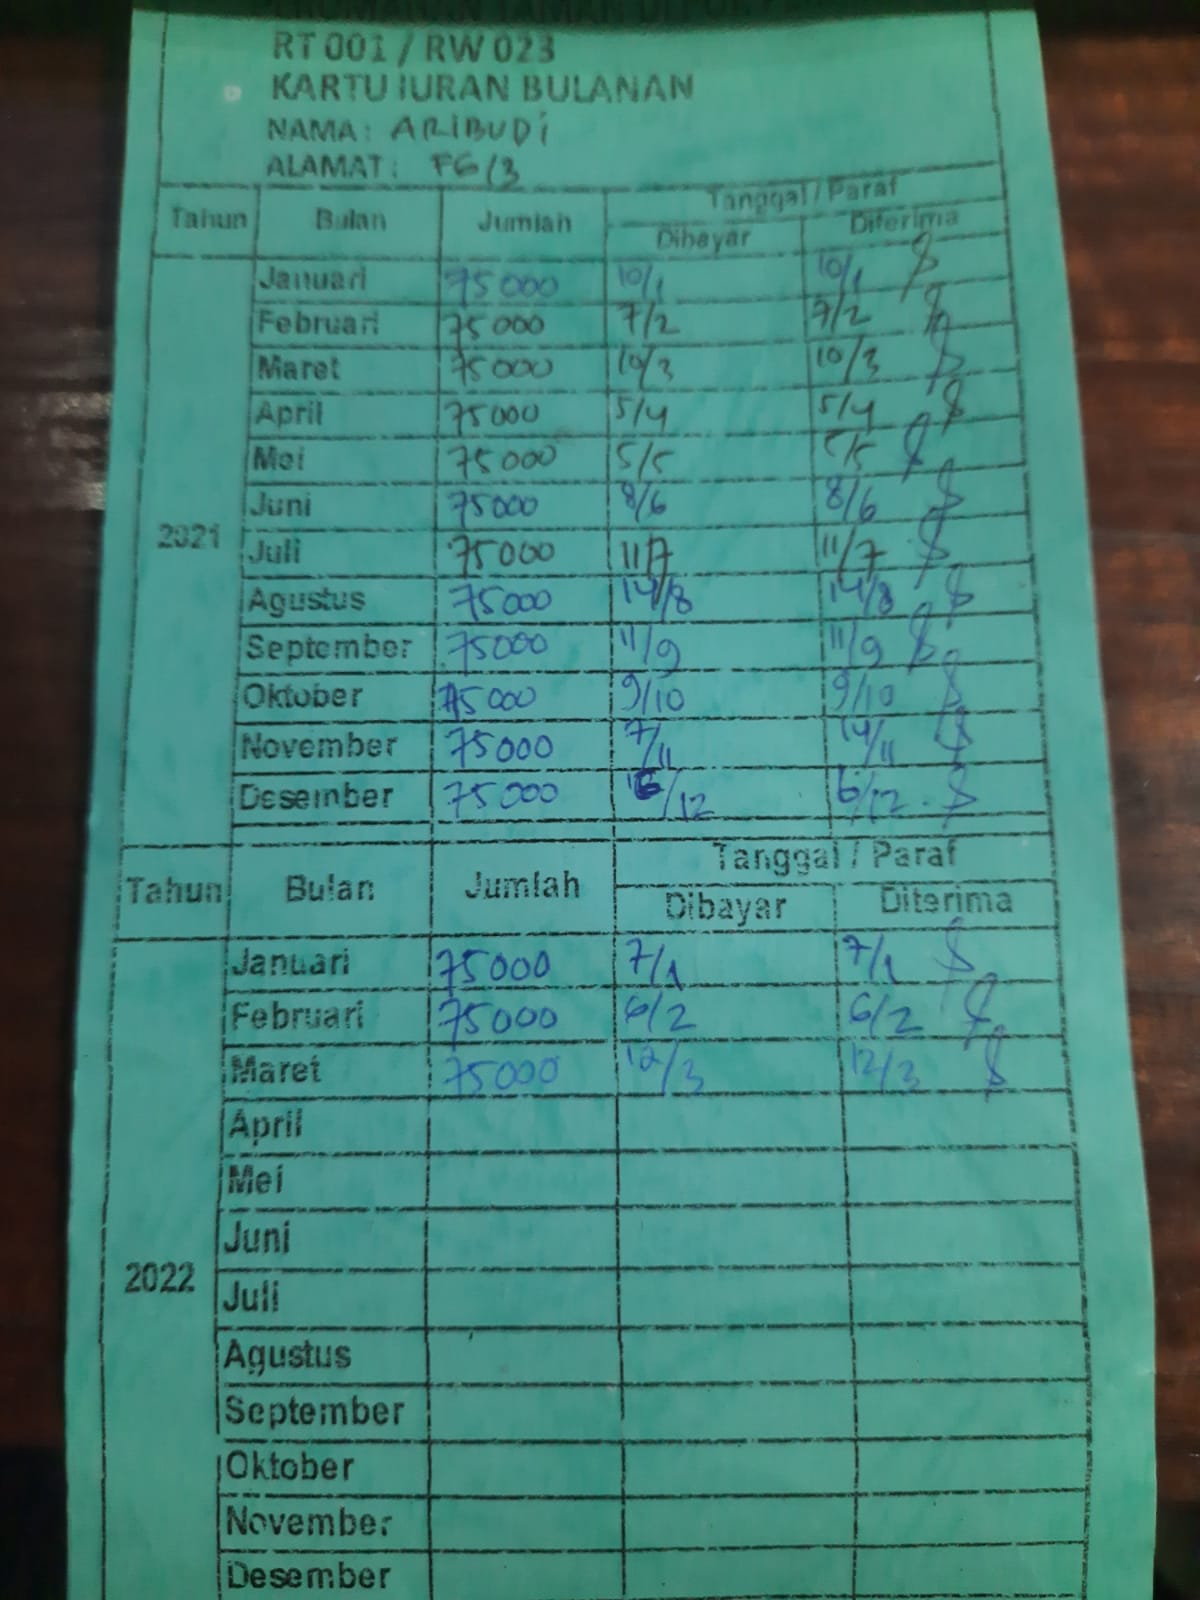 RT 001 / RW 023
KARTU IURAN BULANAN
NAMA: ARIBUDI
ALAMAT: F6/3
Tahun Bulan Jumlah Tanggal / Paraf
Dibayar Diterima
2021
Januari 75000 10/1 10/1
Februari 75000 7/2 7/2
Maret 75000 10/3 10/3
April 75000 5/4 5/4
Mei 75000 5/5 5/5
Juni 75000 8/6 8/6
Juli 75000 11/7 11/7
Agustus 75000 14/8 14/8
September 75000 11/9 11/9
Oktober 75000 9/10 9/10
November 75000 7/11 14/11
Desember 75000 6/12 6/12
Tahun Bulan Jumlah Tanggal / Paraf
Dibayar Diterima
2022
Januari 75000 7/1 7/1
Februari 75000 6/2 6/2
Maret 75000 12/3 12/3
April
Mei
Juni
Juli
Agustus
September
Oktober
November
Desember